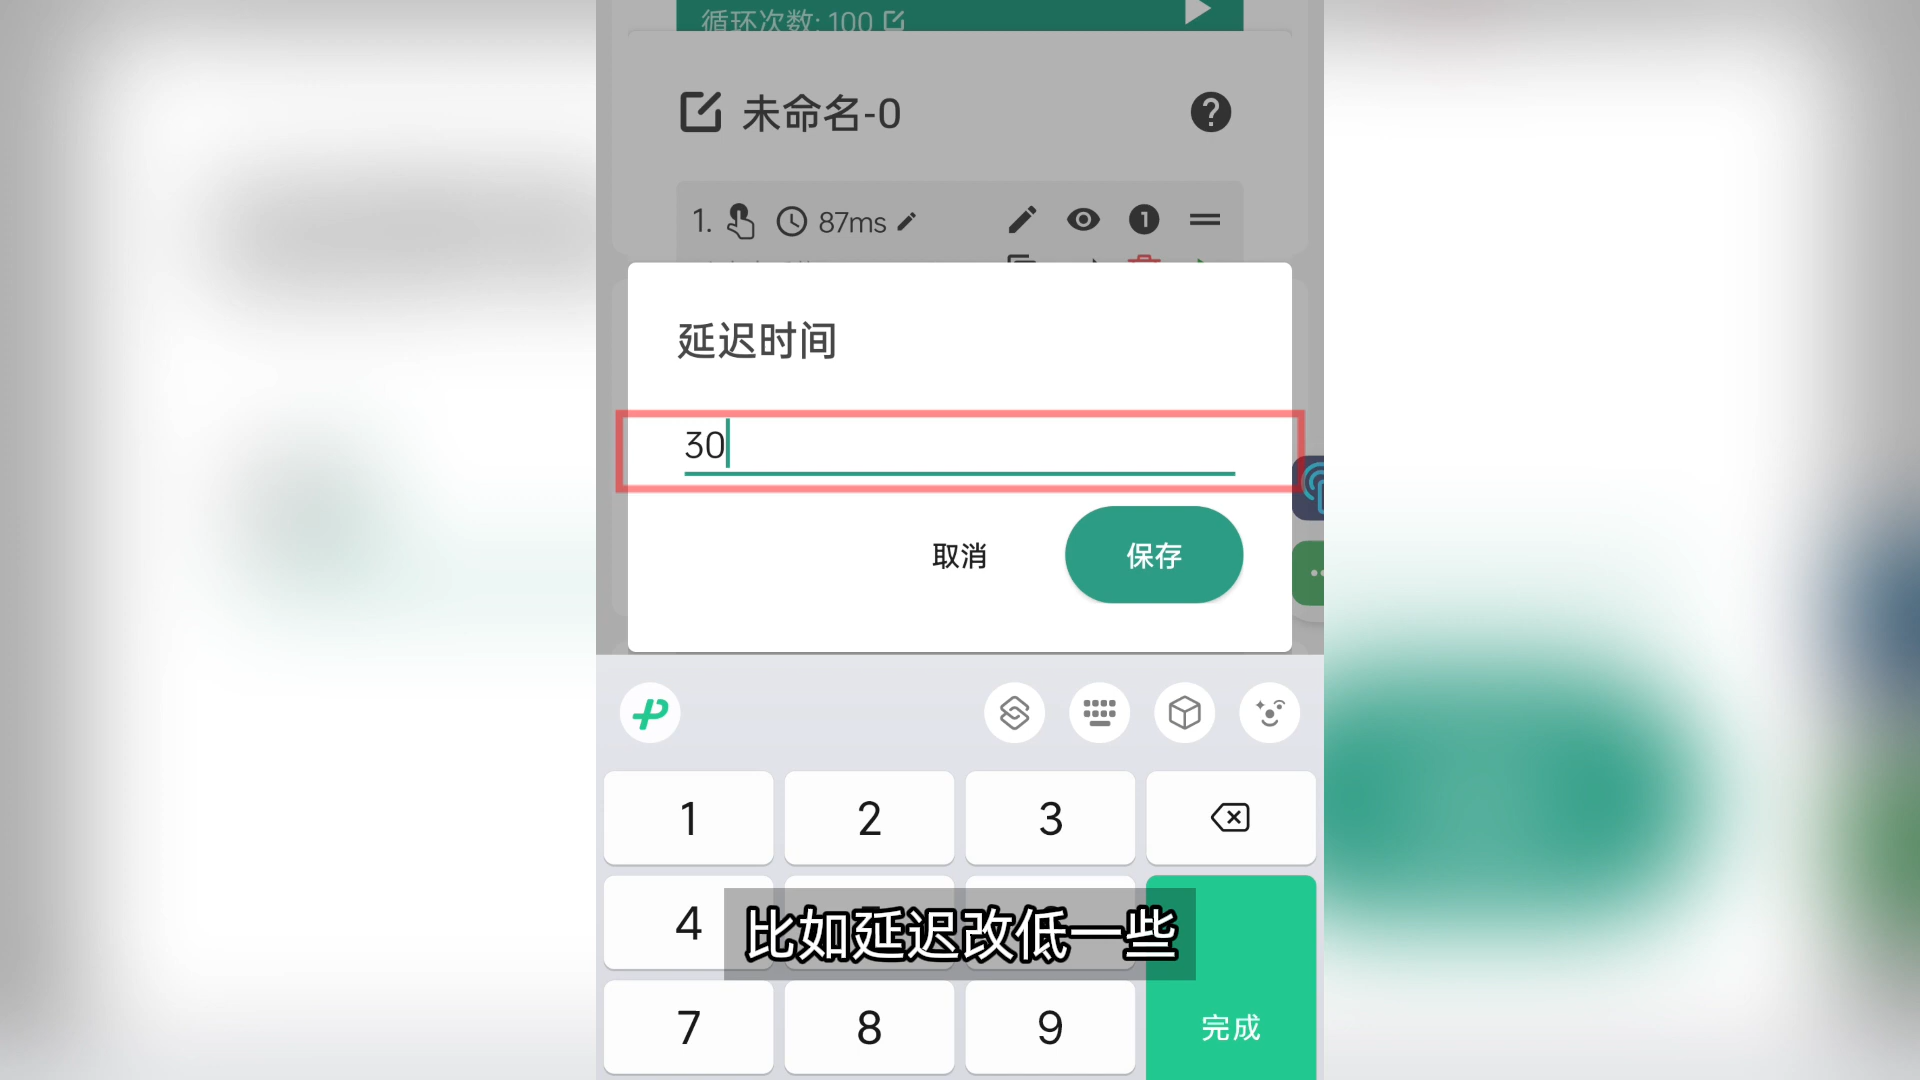 循环次数: 100
未命名-0
1. 87ms 1
延迟时间
30
取消 保存
1 2 3
4
比如延迟改低一些
7 8 9 完成